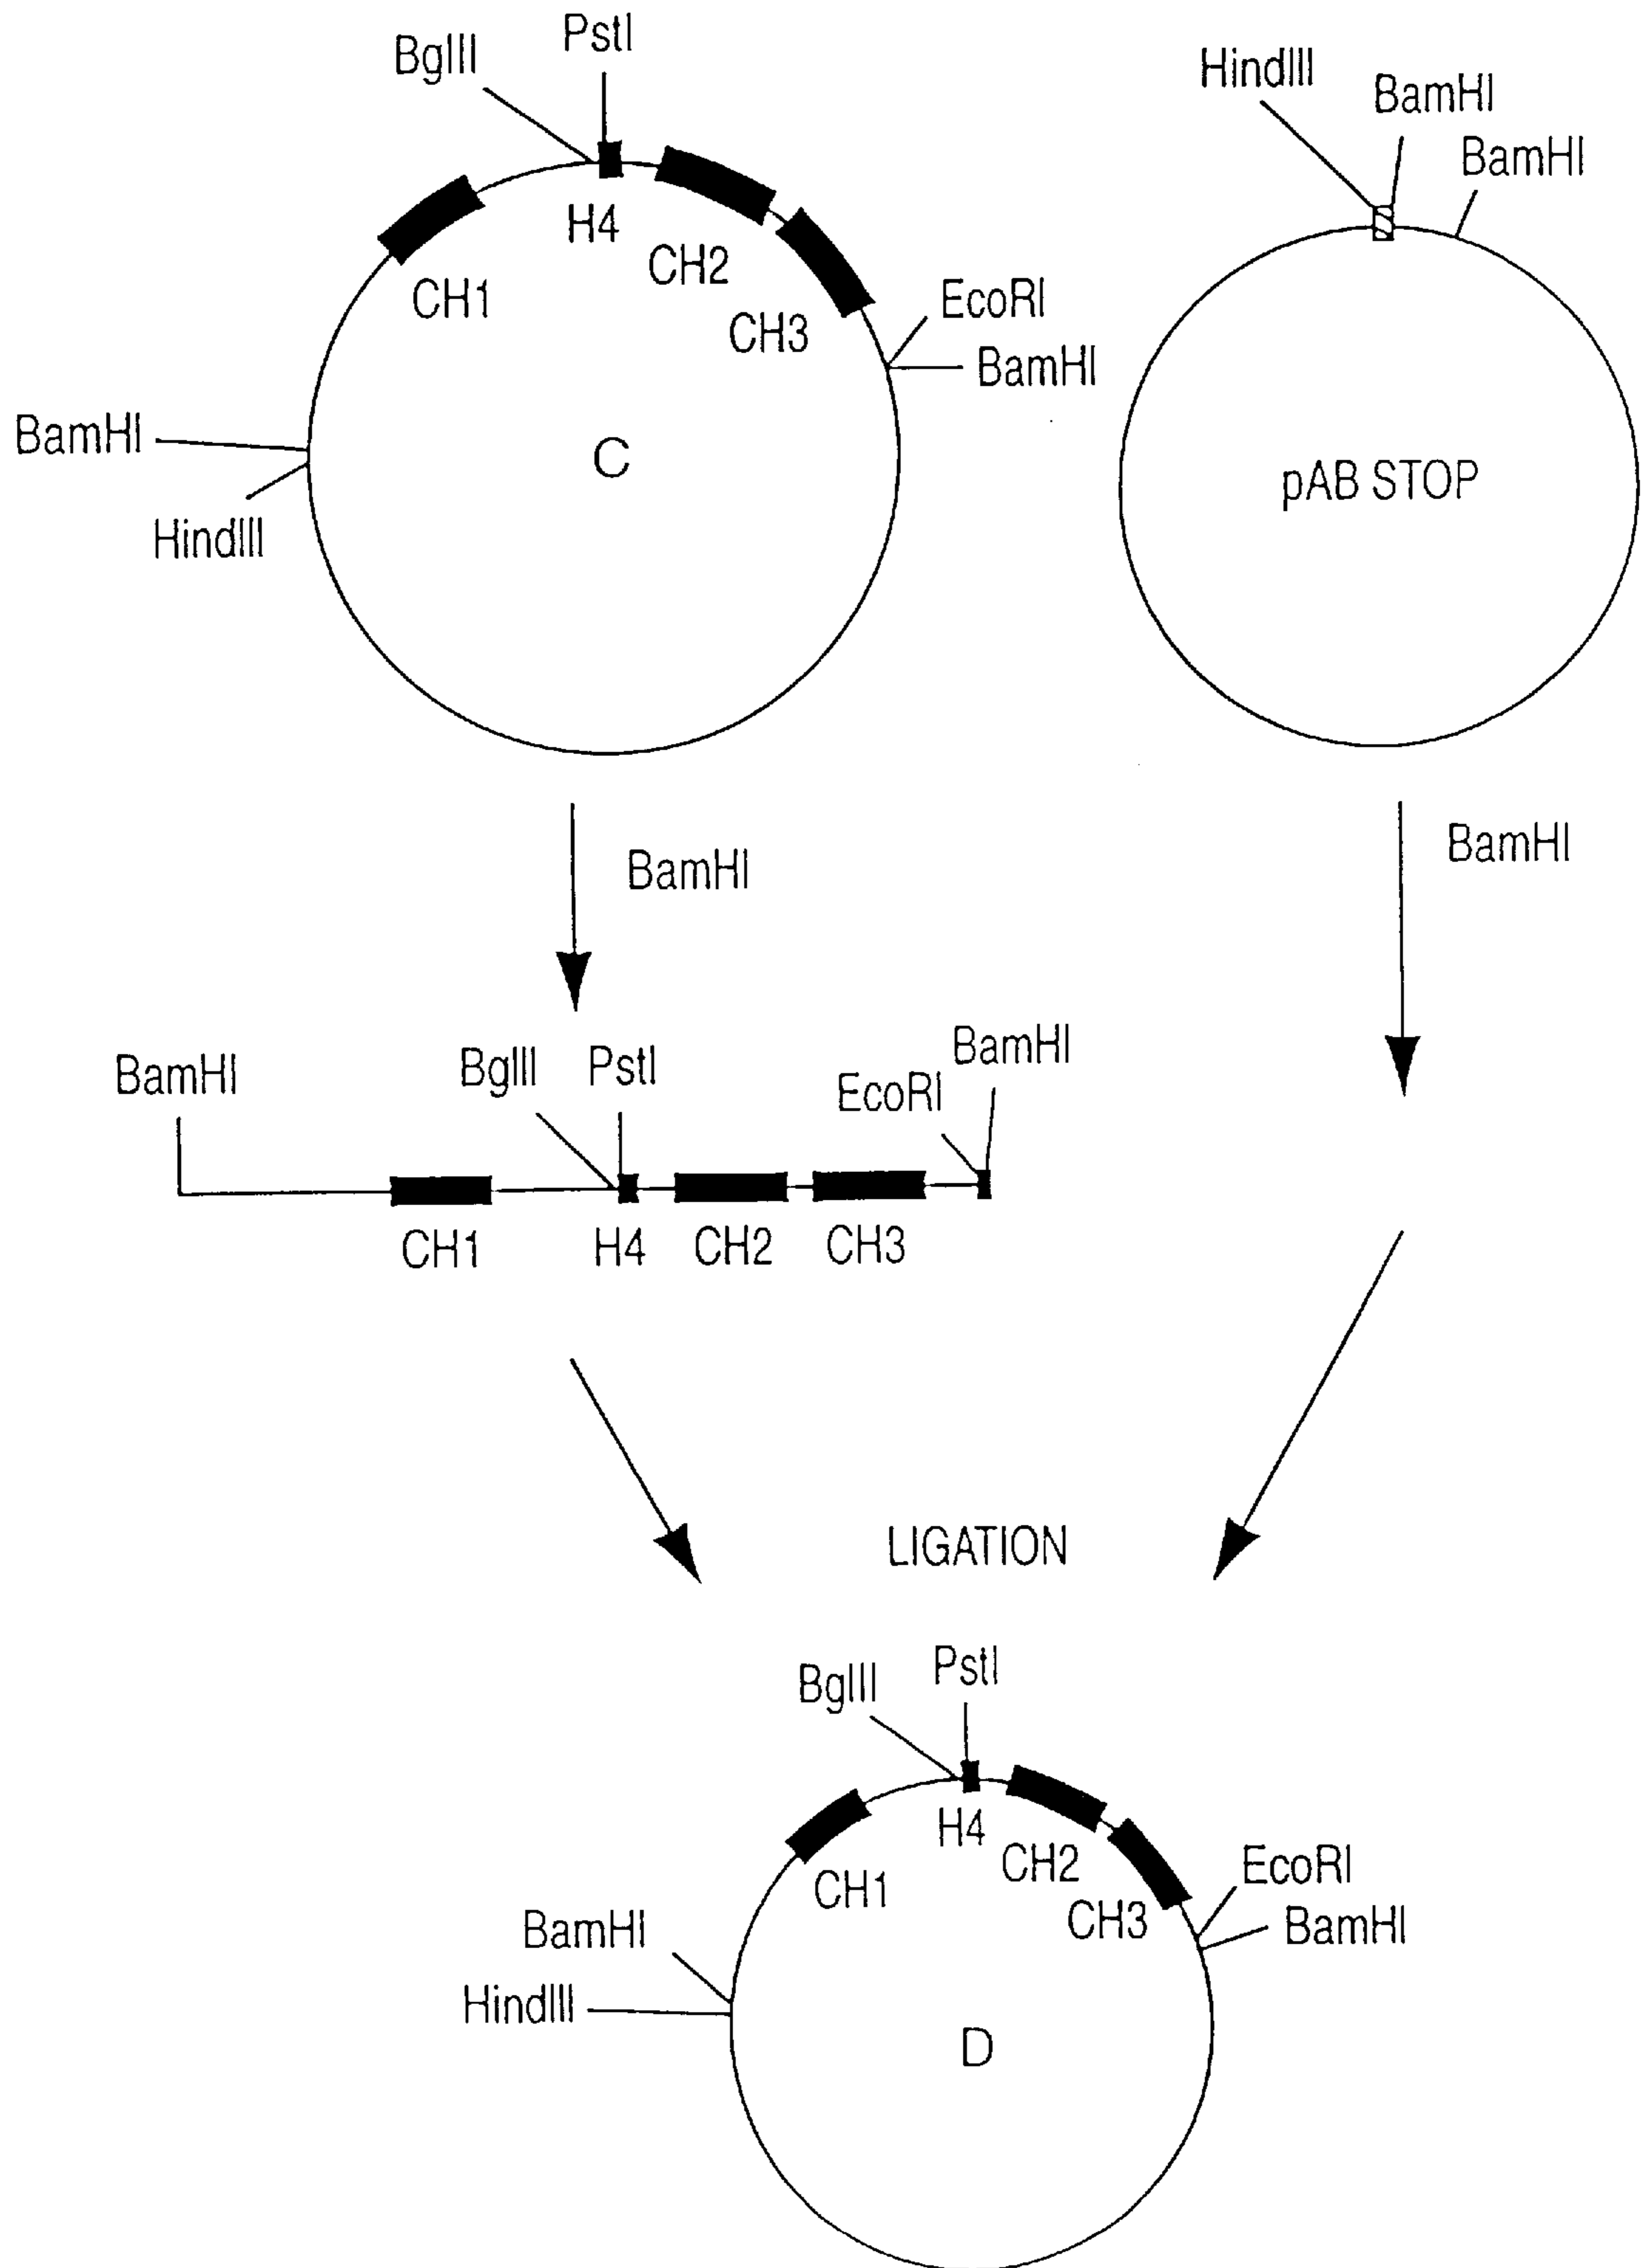 BglII
PstI
H4
CH1
CH2
CH3
EcoRI
BamHI
BamHI
HindIII
C
HindIII
BamHI
BamHI
pAB STOP
BamHI
BamHI
BamHI
BglII
PstI
EcoRI
BamHI
CH1
H4
CH2
CH3
LIGATION
BglII
PstI
H4
CH1
CH2
CH3
EcoRI
BamHI
BamHI
HindIII
D